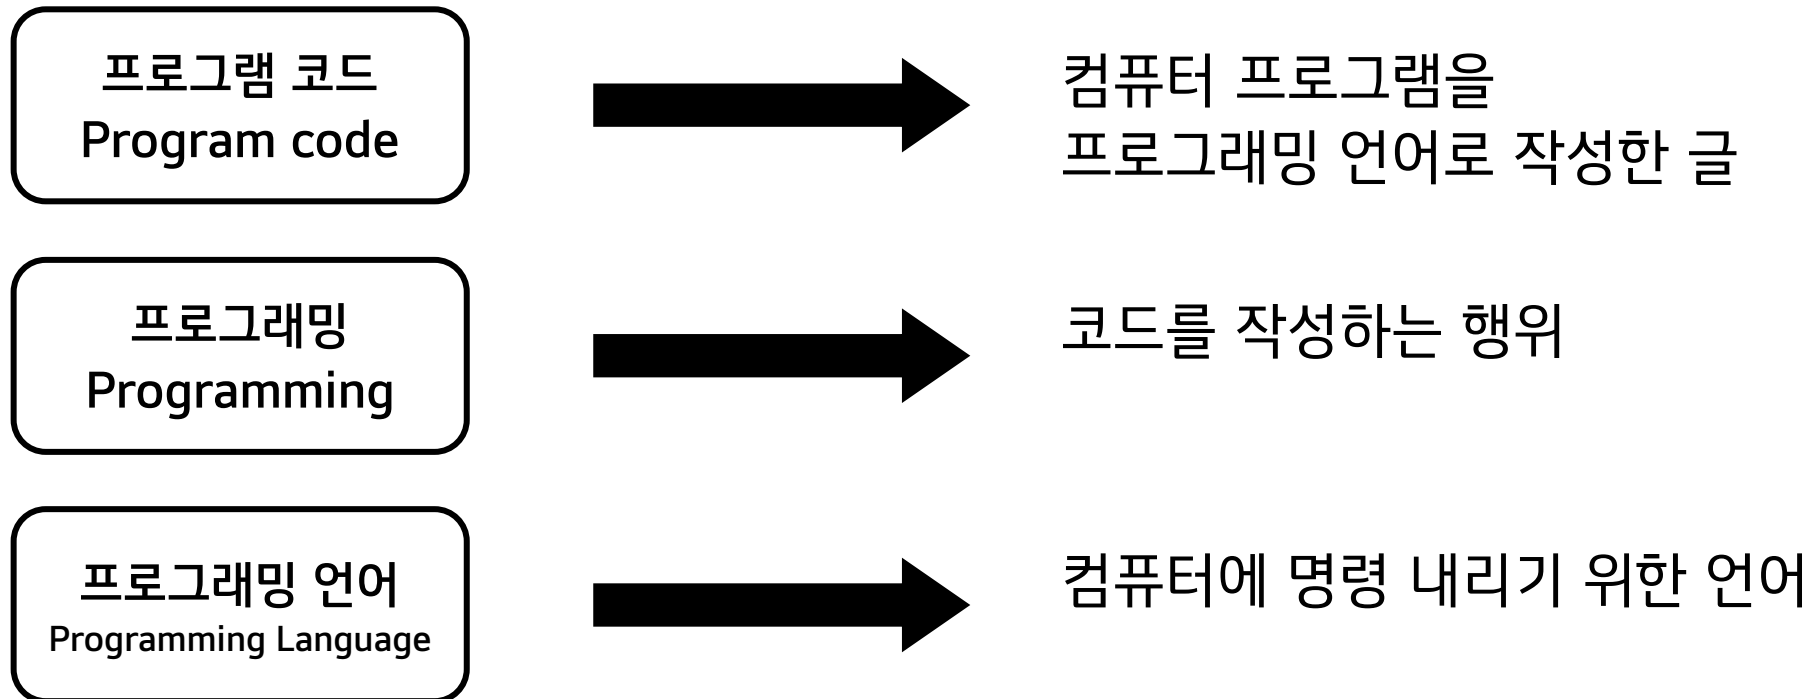 프로그램 코드
Program code
컴퓨터 프로그램을
프로그래밍 언어로 작성한 글
프로그래밍
Programming
코드를 작성하는 행위
프로그래밍 언어
Programming Language
컴퓨터에 명령 내리기 위한 언어